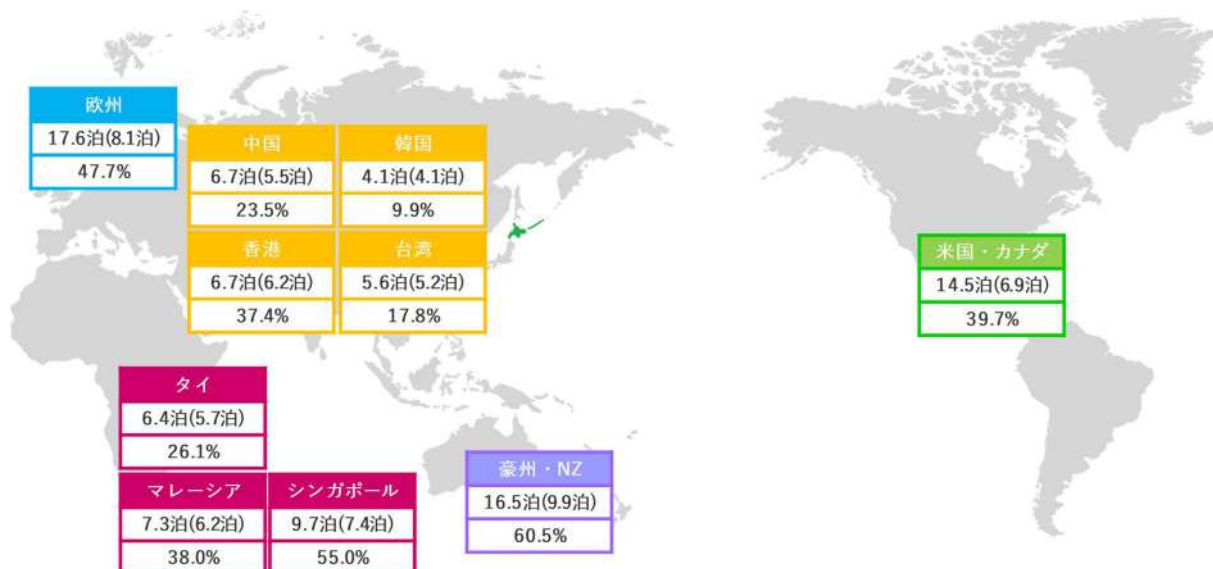 欧州
17.6泊(8.1泊)
47.7%
中国
6.7泊(5.5泊)
23.5%
韓国
4.1泊(4.1泊)
9.9%
香港
6.7泊(6.2泊)
37.4%
台湾
5.6泊(5.2泊)
17.8%
米国・カナダ
14.5泊(6.9泊)
39.7%
タイ
6.4泊(5.7泊)
26.1%
マレーシア
7.3泊(6.2泊)
38.0%
シンガポール
9.7泊(7.4泊)
55.0%
豪州・NZ
16.5泊(9.9泊)
60.5%